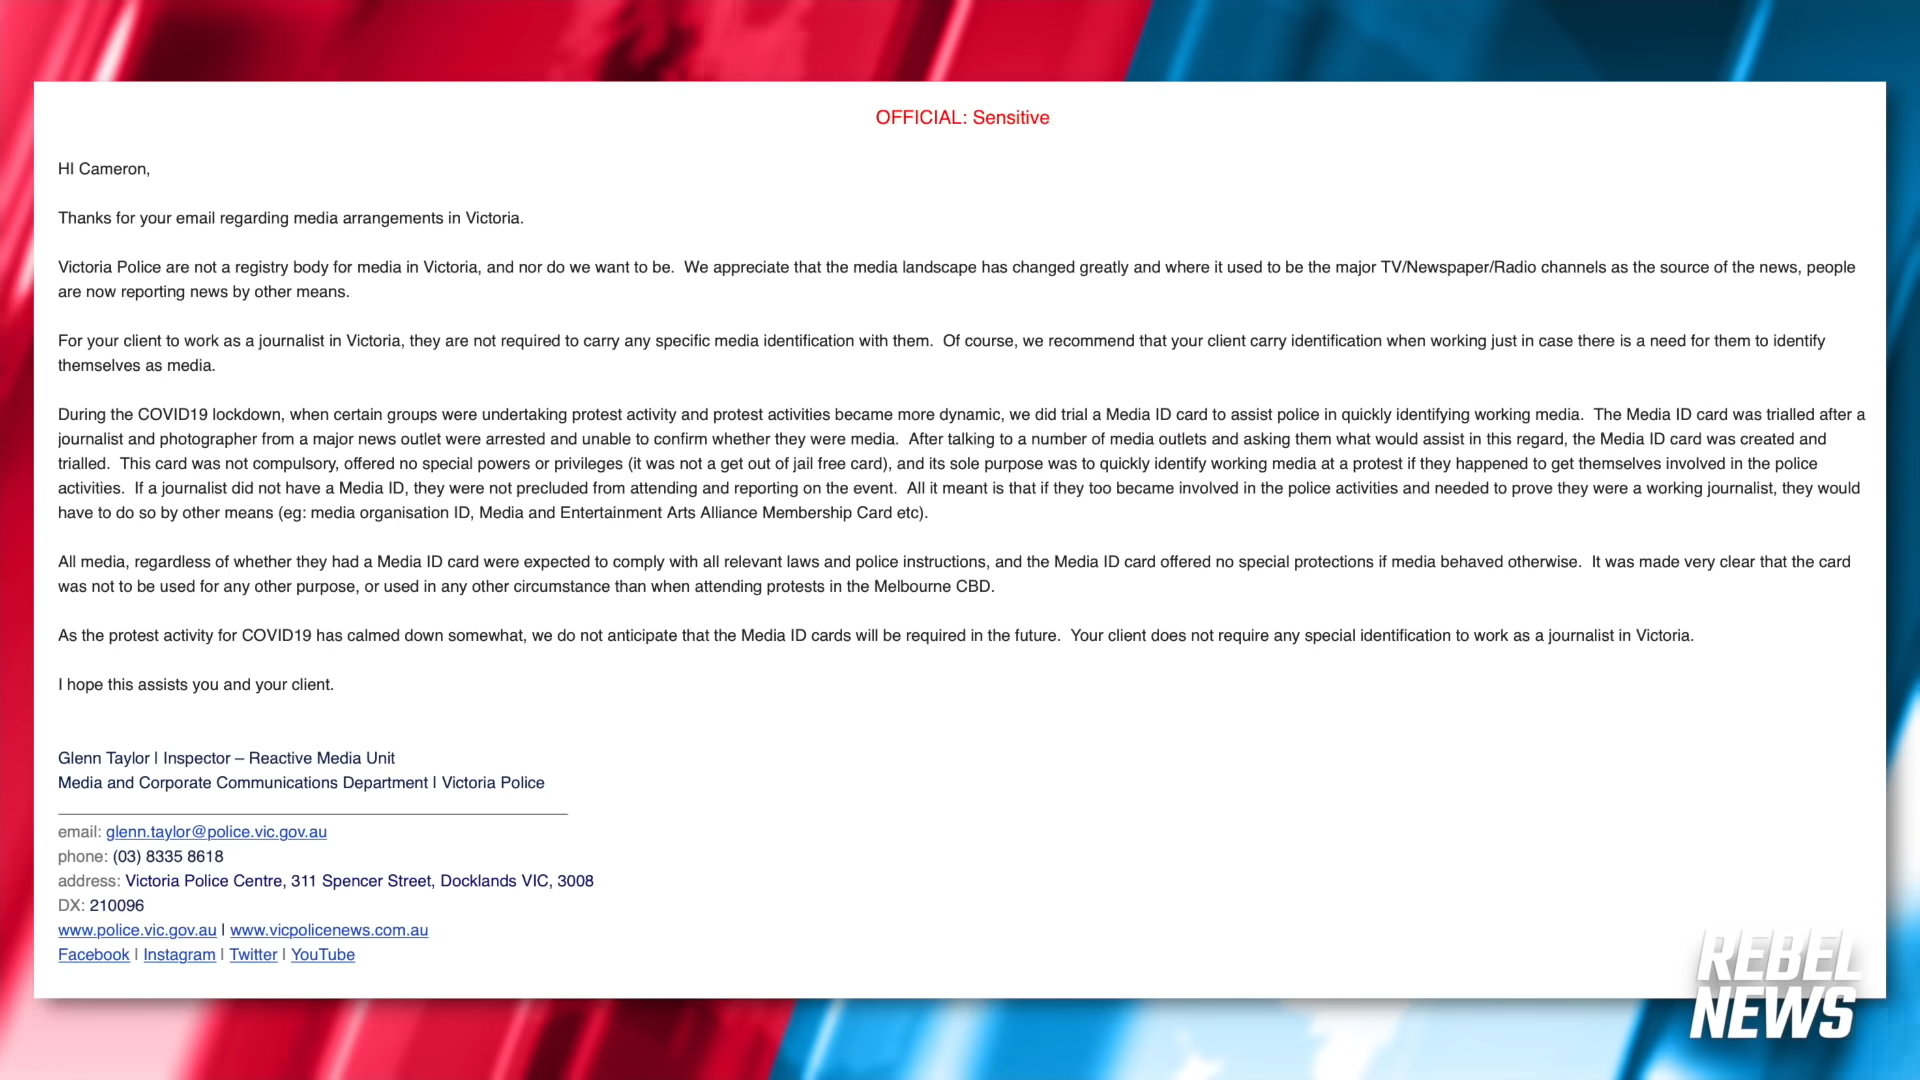 OFFICIAL: Sensitive
HI Cameron,
Thanks for your email regarding media arrangements in Victoria.
Victoria Police are not a registry body for media in Victoria, and nor do we want to be.  We appreciate that the media landscape has changed greatly and where it used to be the major TV/Newspaper/Radio channels as the source of the news, people
are now reporting news by other means.
For your client to work as a journalist in Victoria, they are not required to carry any specific media identification with them.  Of course, we recommend that your client carry identification when working just in case there is a need for them to identify
themselves as media.
During the COVID19 lockdown, when certain groups were undertaking protest activity and protest activities became more dynamic, we did trial a Media ID card to assist police in quickly identifying working media.  The Media ID card was trialled after a
journalist and photographer from a major news outlet were arrested and unable to confirm whether they were media.  After talking to a number of media outlets and asking them what would assist in this regard, the Media ID card was created and
trialled.  This card was not compulsory, offered no special powers or privileges (it was not a get out of jail free card), and its sole purpose was to quickly identify working media at a protest if they happened to get themselves involved in the police
activities.  If a journalist did not have a Media ID, they were not precluded from attending and reporting on the event.  All it meant is that if they too became involved in the police activities and needed to prove they were a working journalist, they would
have to do so by other means (eg: media organisation ID, Media and Entertainment Arts Alliance Membership Card etc).
All media, regardless of whether they had a Media ID card were expected to comply with all relevant laws and police instructions, and the Media ID card offered no special protections if media behaved otherwise.  It was made very clear that the card
was not to be used for any other purpose, or used in any other circumstance than when attending protests in the Melbourne CBD.
As the protest activity for COVID19 has calmed down somewhat, we do not anticipate that the Media ID cards will be required in the future.  Your client does not require any special identification to work as a journalist in Victoria.
I hope this assists you and your client.
Glenn Taylor | Inspector – Reactive Media Unit
Media and Corporate Communications Department | Victoria Police
email: glenn.taylor@police.vic.gov.au
phone: (03) 8335 8618
address: Victoria Police Centre, 311 Spencer Street, Docklands VIC, 3008
DX: 210096
www.police.vic.gov.au | www.vicpolicenews.com.au
Facebook | Instagram | Twitter | YouTube
REBEL
NEWS